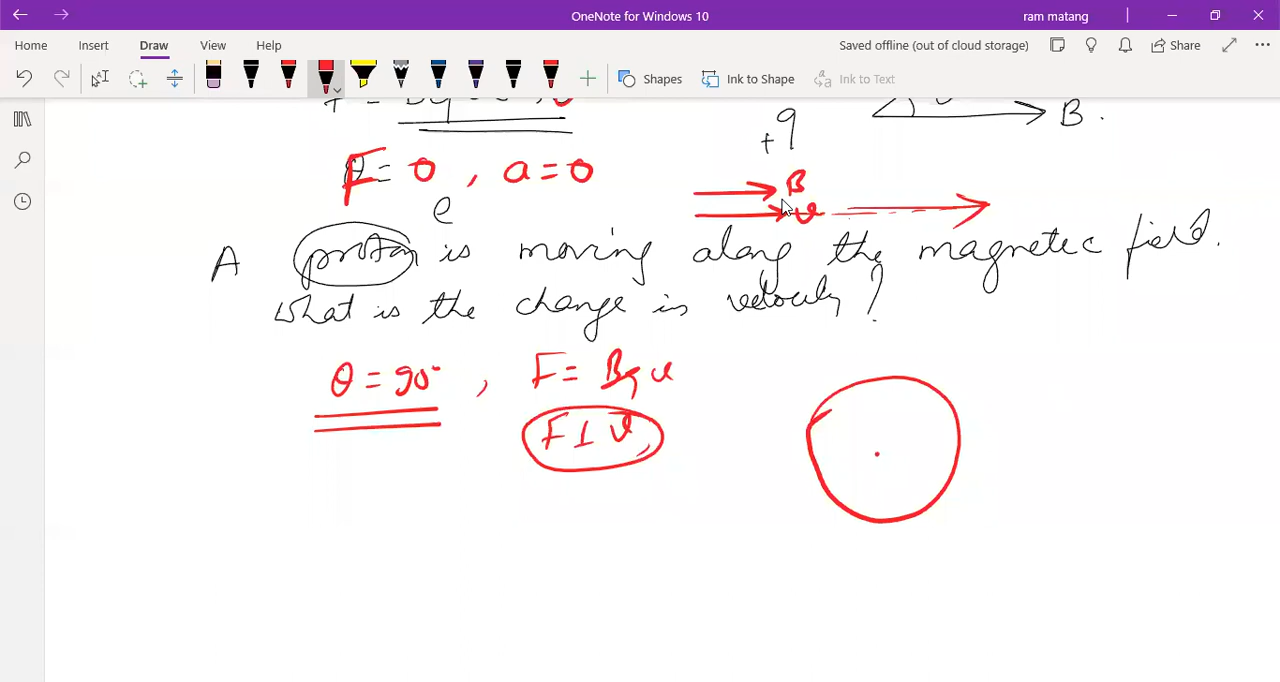 OneNote for Windows 10
ram matang
Home Insert Draw View Help
Saved offline (out of cloud storage)
Share
Shapes
Ink to Shape
Ink to Text
B.
+q
F = 0 , a = 0
B
v
e
A proton is moving along the magnetic field.
What is the change in velocity?
θ = 90° , F = Bqv
F ⊥ v